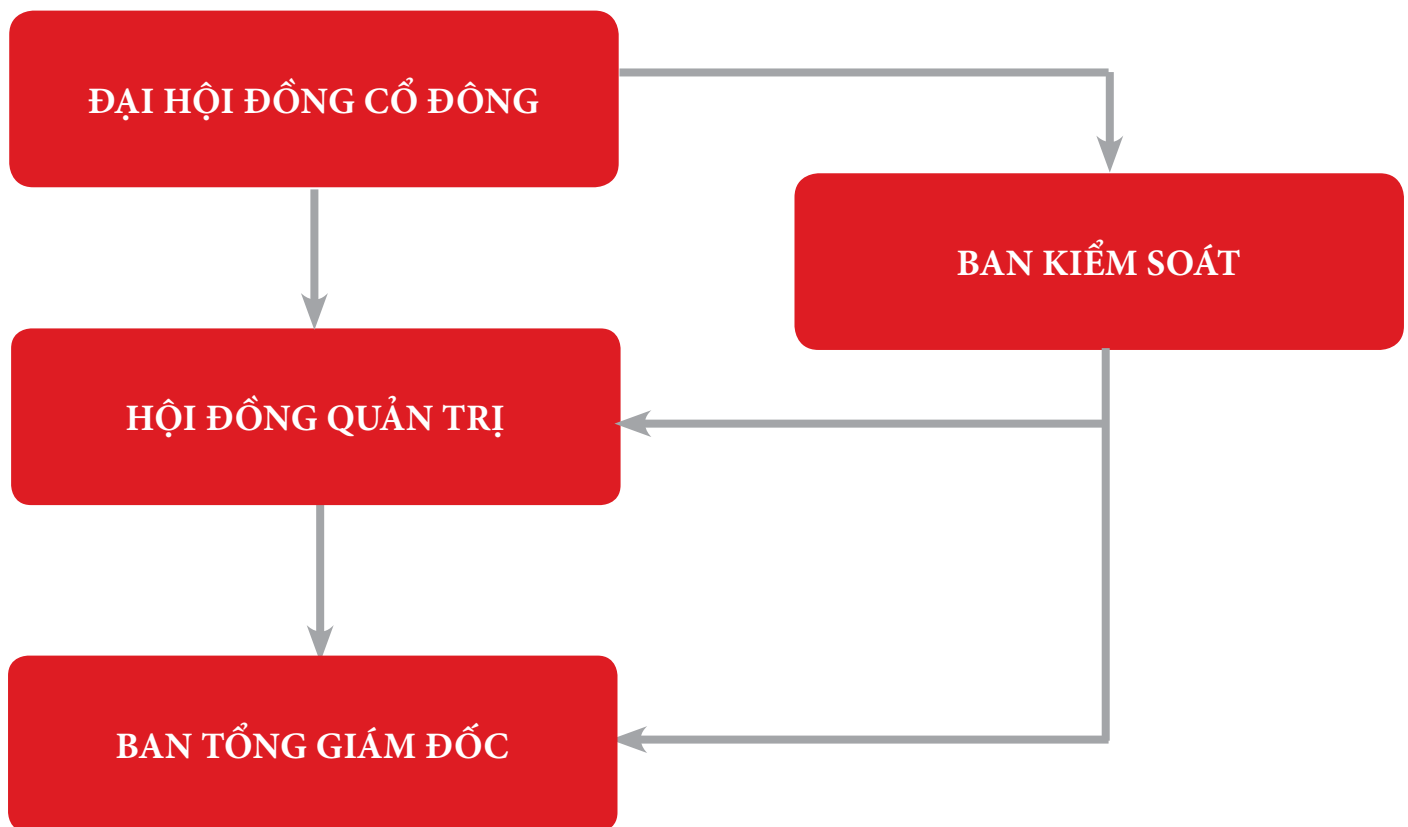 ĐẠI HỘI ĐỒNG CỔ ĐÔNG
BAN KIỂM SOÁT
HỘI ĐỒNG QUẢN TRỊ
BAN TỔNG GIÁM ĐỐC